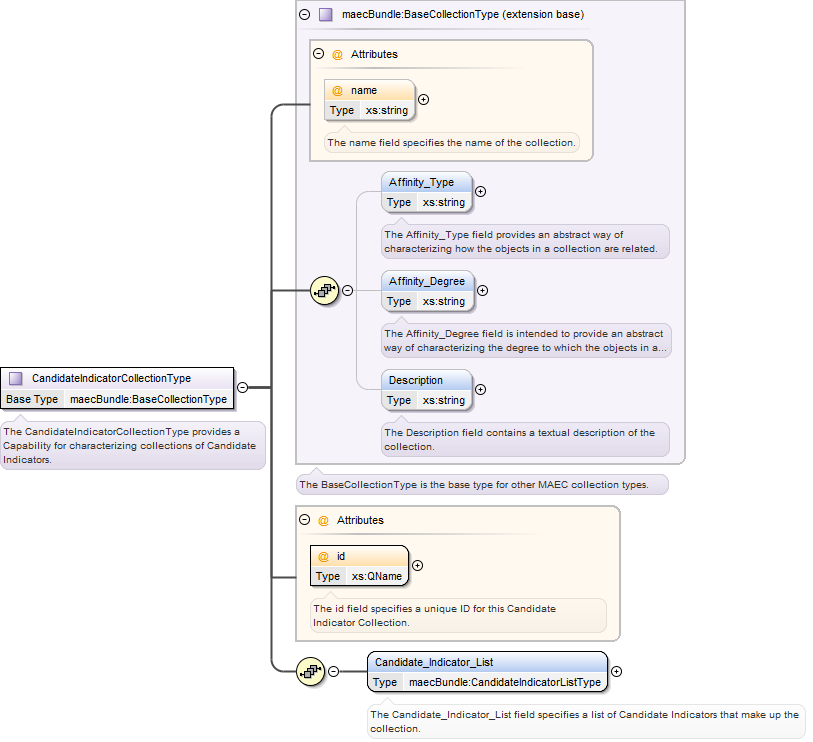 maecBundle:BaseCollectionType (extension base)
@ Attributes
@ name
Type xs:string
The name field specifies the name of the collection.
Affinity_Type
Type xs:string
The Affinity_Type field provides an abstract way of
characterizing how the objects in a collection are related.
Affinity_Degree
Type xs:string
The Affinity_Degree field is intended to provide an abstract
way of characterizing the degree to which the objects in a...
Description
Type xs:string
The Description field contains a textual description of the
collection.
The BaseCollectionType is the base type for other MAEC collection types.
CandidateIndicatorCollectionType
Base Type maecBundle:BaseCollectionType
The CandidateIndicatorCollectionType provides a
Capability for characterizing collections of Candidate
Indicators.
@ Attributes
@ id
Type xs:QName
The id field specifies a unique ID for this Candidate
Indicator Collection.
Candidate_Indicator_List
Type maecBundle:CandidateIndicatorListType
The Candidate_Indicator_List field specifies a list of Candidate Indicators that make up the
collection.